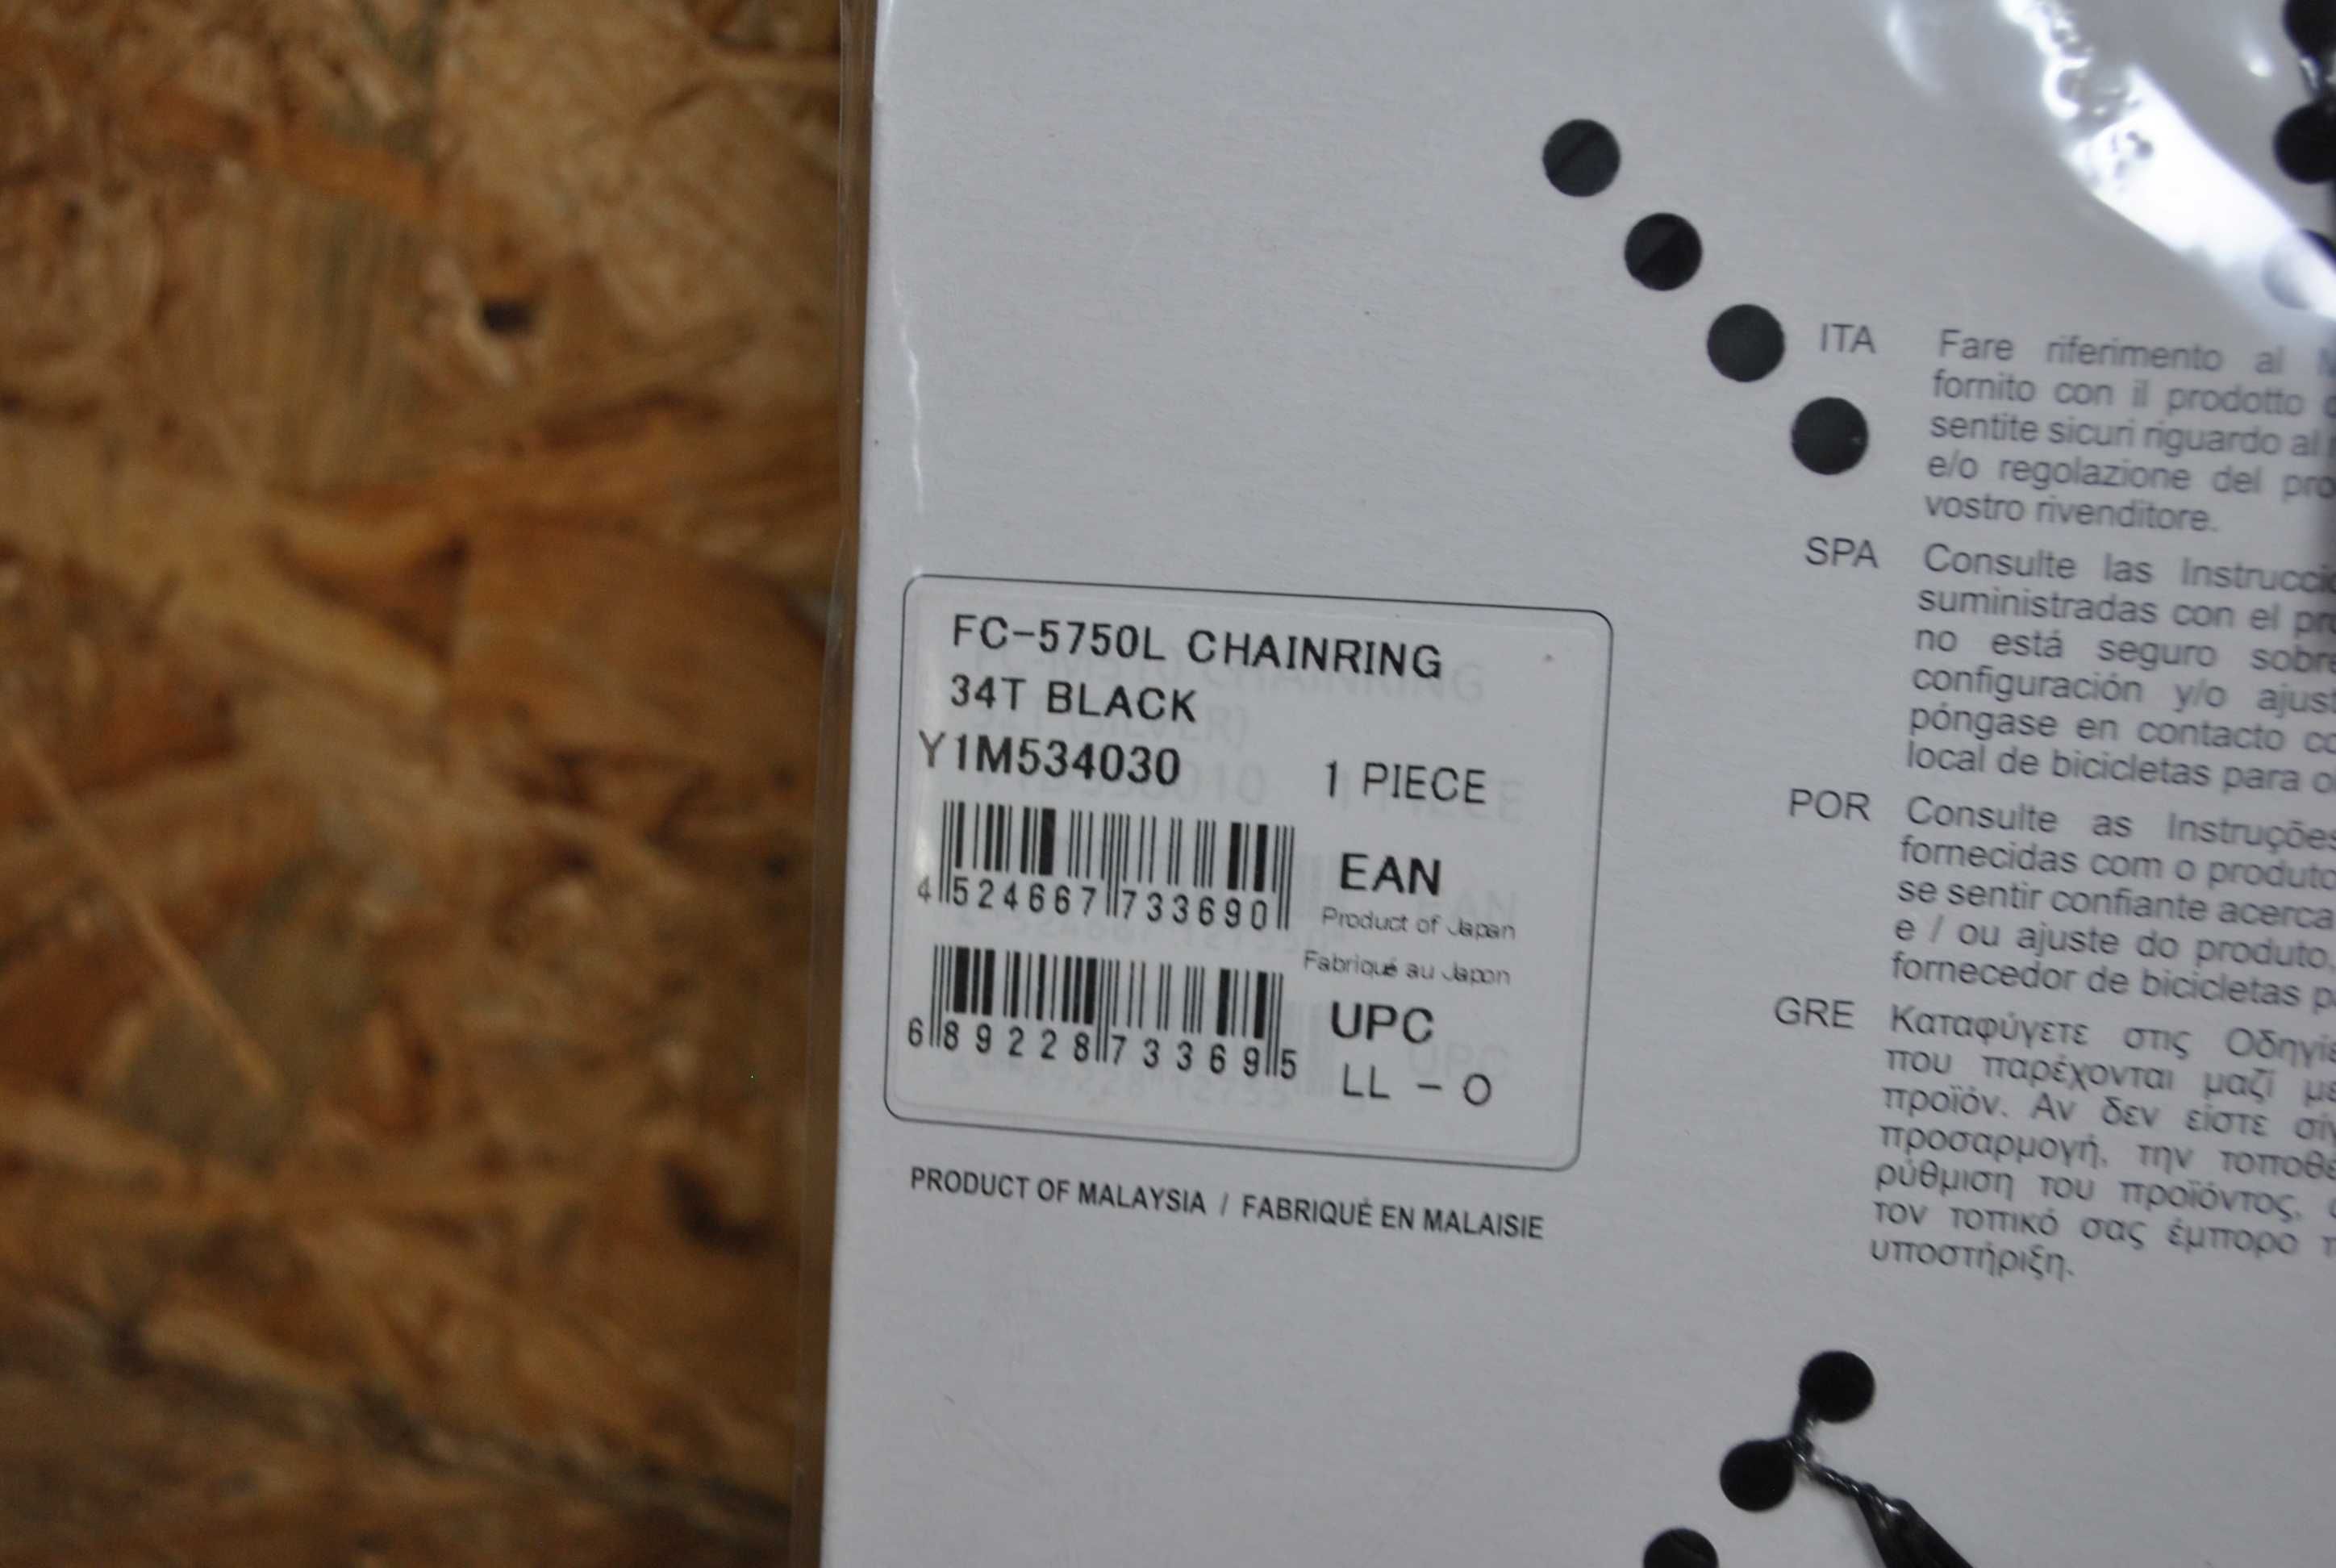 FC-5750L CHAINRING
34T BLACK
Y1M534030 1 PIECE
4 524667 733690 EAN
Product of Japan
Fabriqué au Japon
6 89228 73369 5 UPC
LL - O
PRODUCT OF MALAYSIA / FABRIQUÉ EN MALAISIE
ITA Fare riferimento al
fornito con il prodotto
sentite sicuri riguardo al
e/o regolazione del
vostro rivenditore.
SPA Consulte las
suministradas con el
no está seguro
configuración y/o
póngase en contacto
local de bicicletas para
POR Consulte as Instruções
fornecidas com o produto
se sentir confiante acerca
e / ou ajuste do produto,
fornecedor de bicicletas
GRE Καταφύγετε στις
που παρέχονται μαζί
προϊόν. Αν δεν είστε
προσαρμογή, την
ρύθμιση του προϊόντος,
τον τοπικό σας έμπορο
υποστήριξη.